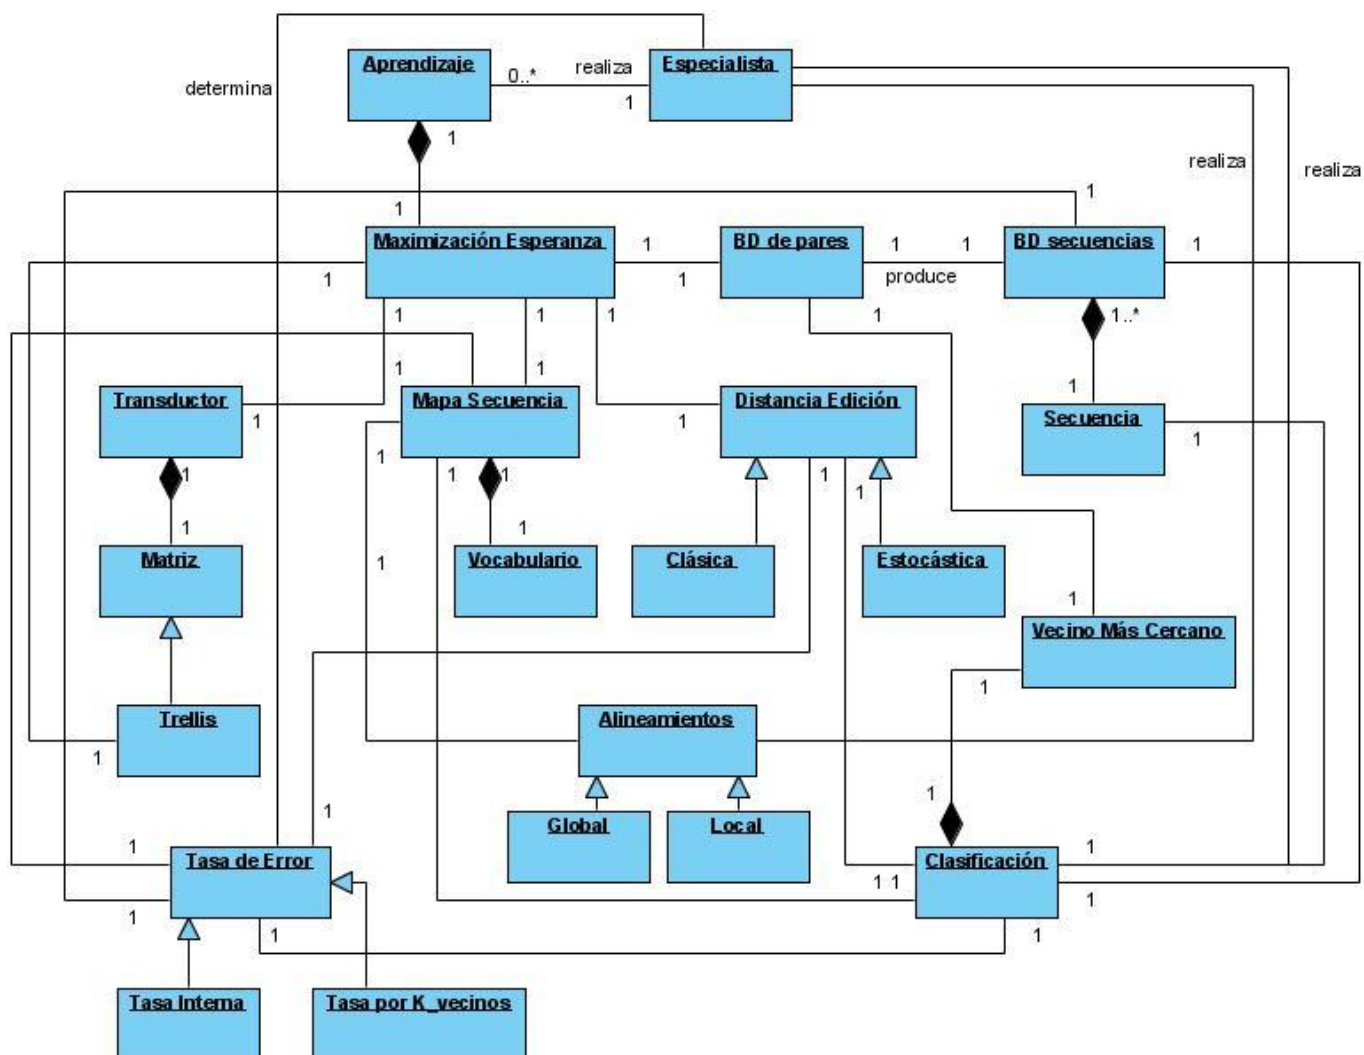 Aprendizaje
Especialista
0..*
realiza
1
determina
1
realiza
realiza
1
1
Maximización Esperanza
1
BD de pares
1
1
BD secuencias
1
1
1
produce
1
1
1
1
1
1..*
1
1
1
Transductor
Mapa Secuencia
Distancia Edición
Secuencia
1
1
1
1
1
1
1
1
1
1
1
1
Matriz
1
Vocabulario
Clásica
Estocástica
1
Vecino Más Cercano
1
Trellis
Alineamientos
1
1
1
Global
Local
1
1
Tasa de Error
Clasificación
1
1
1
1
1
1
Tasa Interna
Tasa por K_vecinos